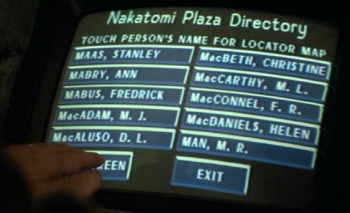 Nakatomi Plaza Directory
TOUCH PERSON'S NAME FOR LOCATOR MAP
MAAS, STANLEY
MABRY, ANN
MABUS, FREDRICK
MacADAM, M. J.
MacALUSO, D. L.
MacBETH, CHRISTINE
MacCARTHY, M. L.
MacCONNEL, F. R.
MacDANIELS, HELEN
MAN, M. R.
EXIT